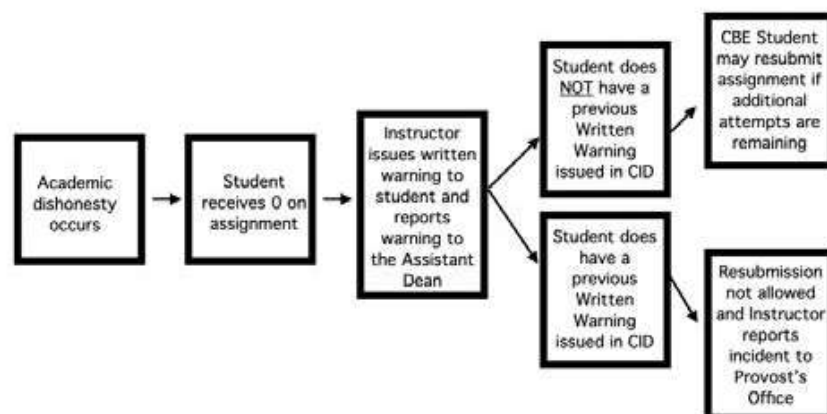 Academic
dishonesty
occurs
Student
receives 0 on
assignment
Instructor
issues written
warning to
student and
reports
warning to
the Assistant
Dean
Student does
NOT have a
previous
Written
Warning
issued in CID
CBE Student
may resubmit
assignment if
additional
attempts are
remaining
Student does
have a
previous
Written
Warning
issued in CID
Resubmission
not allowed
and Instructor
reports
incident to
Provost's
Office